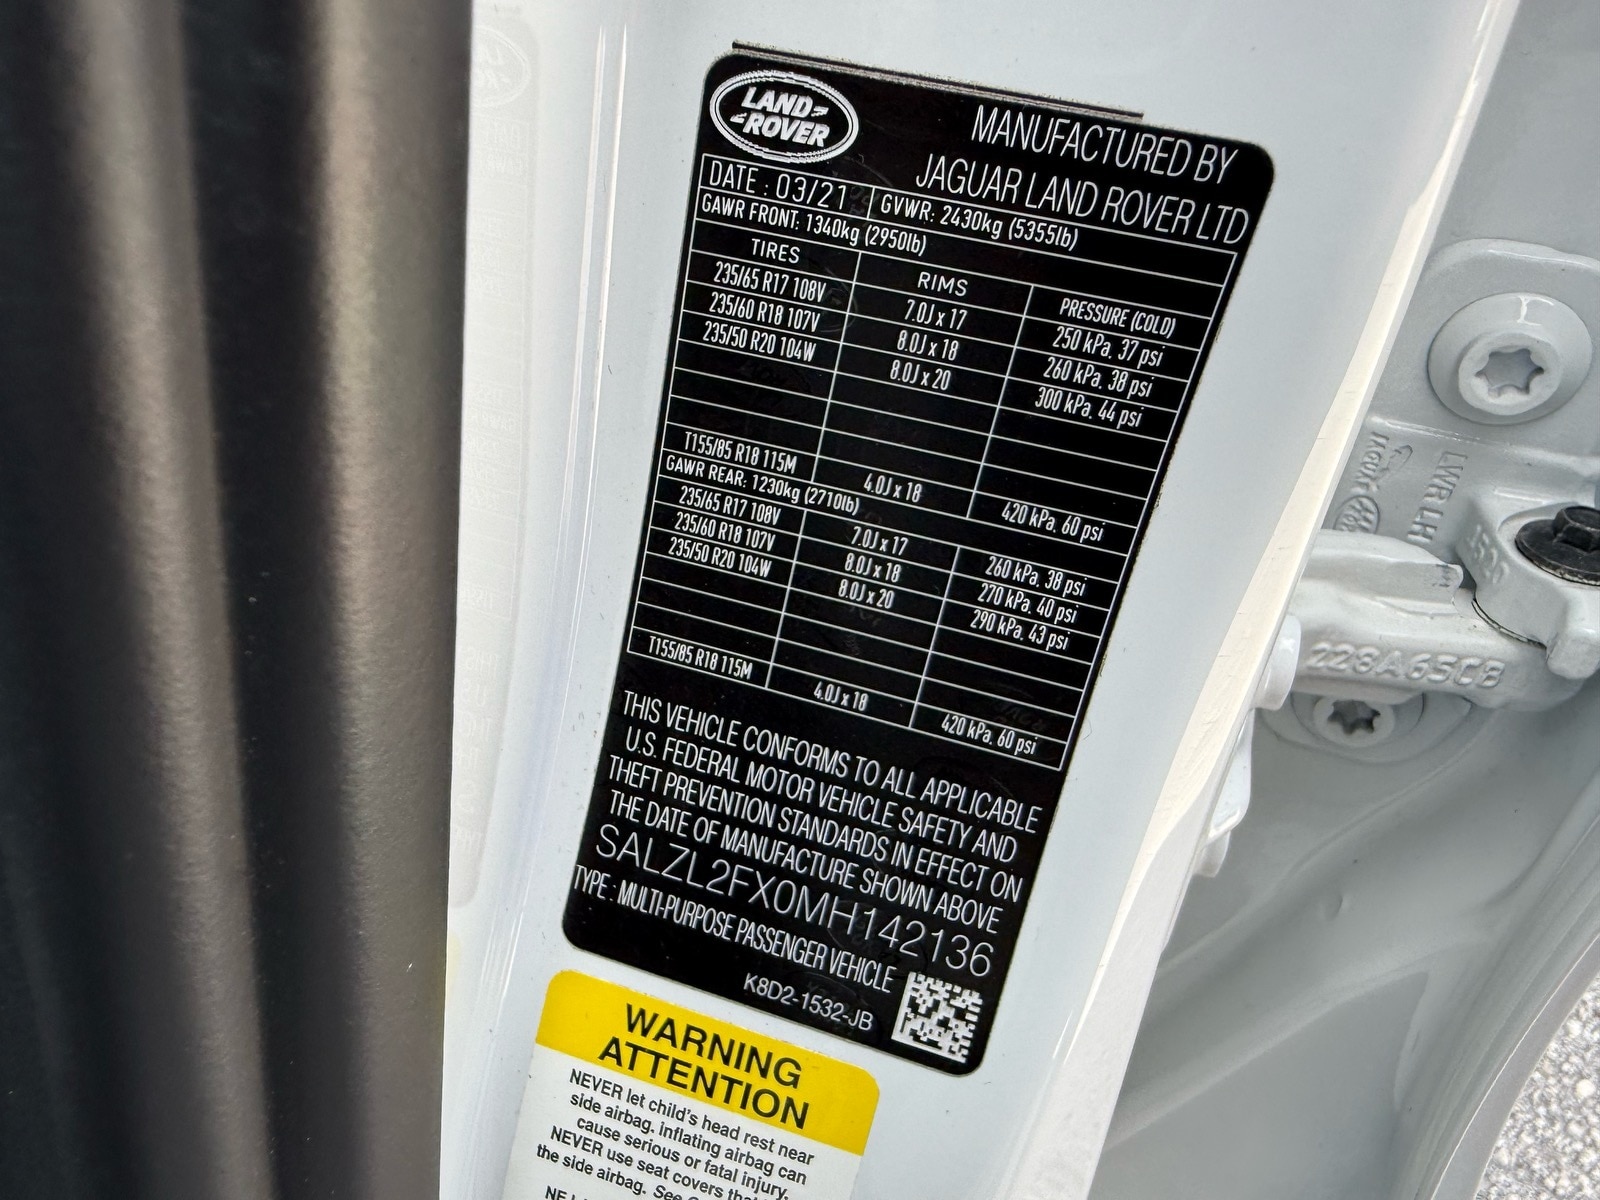 LAND
ROVER
MANUFACTURED BY
JAGUAR LAND ROVER LTD
DATE : 03/21 GVWR: 2430kg (5355lb)
GAWR FRONT: 1340kg (2950lb)
TIRES RIMS PRESSURE (COLD)
235/65 R17 108V 7.0J x 17 250 kPa. 37 psi
235/60 R18 107V 8.0J x 18 260 kPa. 38 psi
235/50 R20 104W 8.0J x 20 300 kPa. 44 psi
T155/85 R18 115M 4.0J x 18 420 kPa. 60 psi
GAWR REAR: 1230kg (2710lb)
235/65 R17 108V 7.0J x 17 260 kPa. 38 psi
235/60 R18 107V 8.0J x 18 270 kPa. 40 psi
235/50 R20 104W 8.0J x 20 290 kPa. 43 psi
T155/85 R18 115M 4.0J x 18 420 kPa. 60 psi
THIS VEHICLE CONFORMS TO ALL APPLICABLE
U.S. FEDERAL MOTOR VEHICLE SAFETY AND
THEFT PREVENTION STANDARDS IN EFFECT ON
THE DATE OF MANUFACTURE SHOWN ABOVE
SALZL2FX0MH142136
TYPE : MULTI-PURPOSE PASSENGER VEHICLE
K8D2-1532-JB
WARNING
ATTENTION
NEVER let child's head rest near
side airbag. inflating airbag can
cause serious or fatal injury.
NEVER use seat covers that
the side airbag. See
JAGUAR
LWR LH
228A65CB